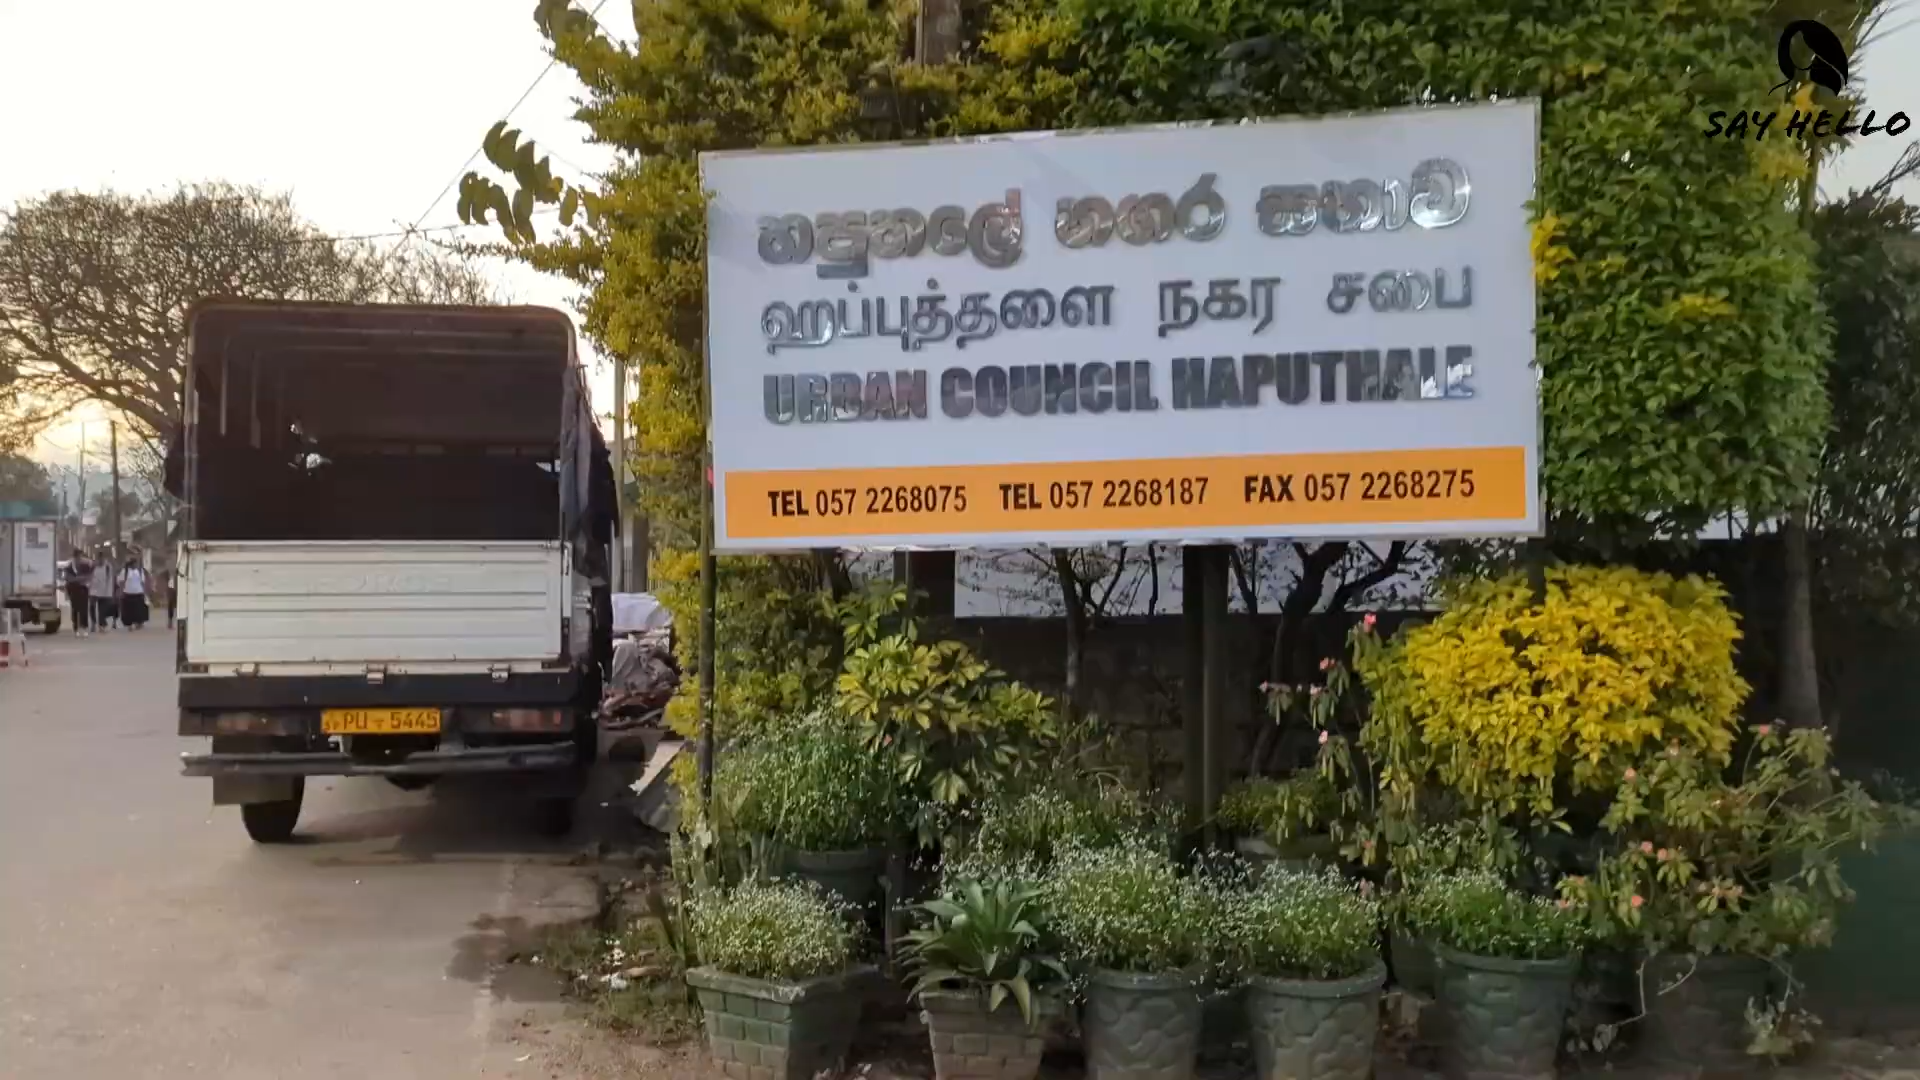 SAY HELLO
හපුතලේ නගර සභාව
ஹப்புத்தளை நகர சபை
URBAN COUNCIL HAPUTHALE
TEL 057 2268075 TEL 057 2268187 FAX 057 2268275
PU 5445